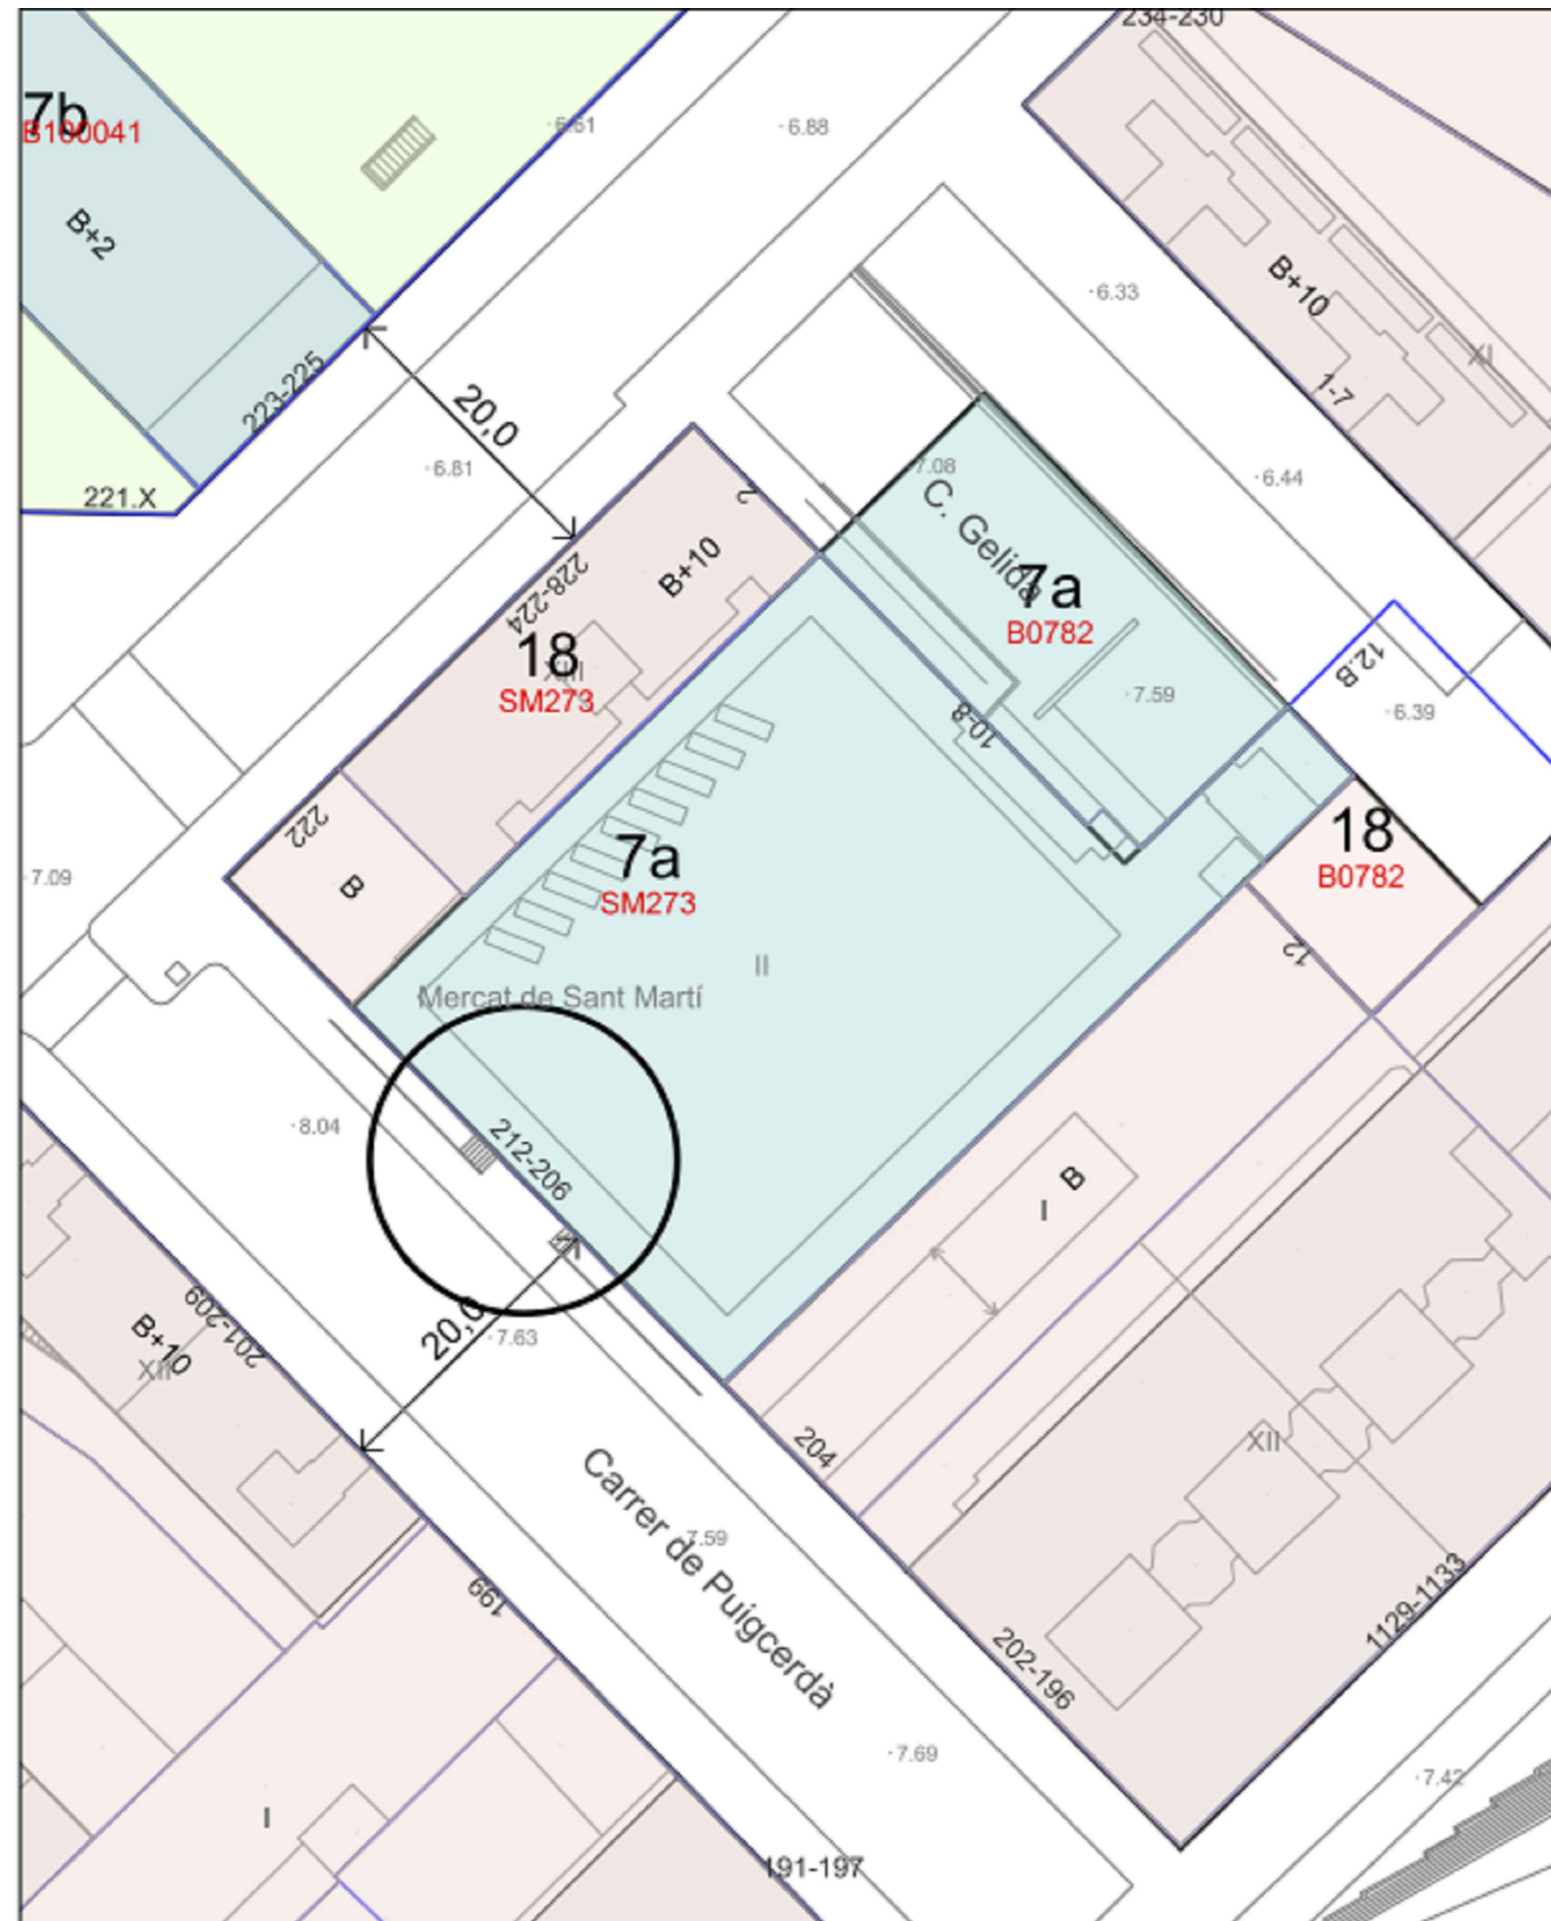 234-230
7b
B100041
6.61
6.88
B+2
6.33
B+10
XI
1-7
223-225
20,0
6.81
221.X
7.08
6.44
2
C. Gelida
7a
B0782
B+10
228-224
18
XIII
SM273
12.B
7.59
6.39
10-8
222
18
B0782
7a
SM273
B
7.09
12
II
Mercat de Sant Martí
8.04
212-206
B
I
20,0
7.63
201-209
B+10
XII
204
XII
Carrer de Puigcerdà
7.59
199
1129-1133
202-196
7.69
7.42
I
191-197